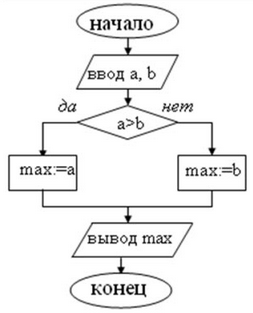 начало
ввод a, b
да
нет
a>b
max:=a
max:=b
вывод max
конец